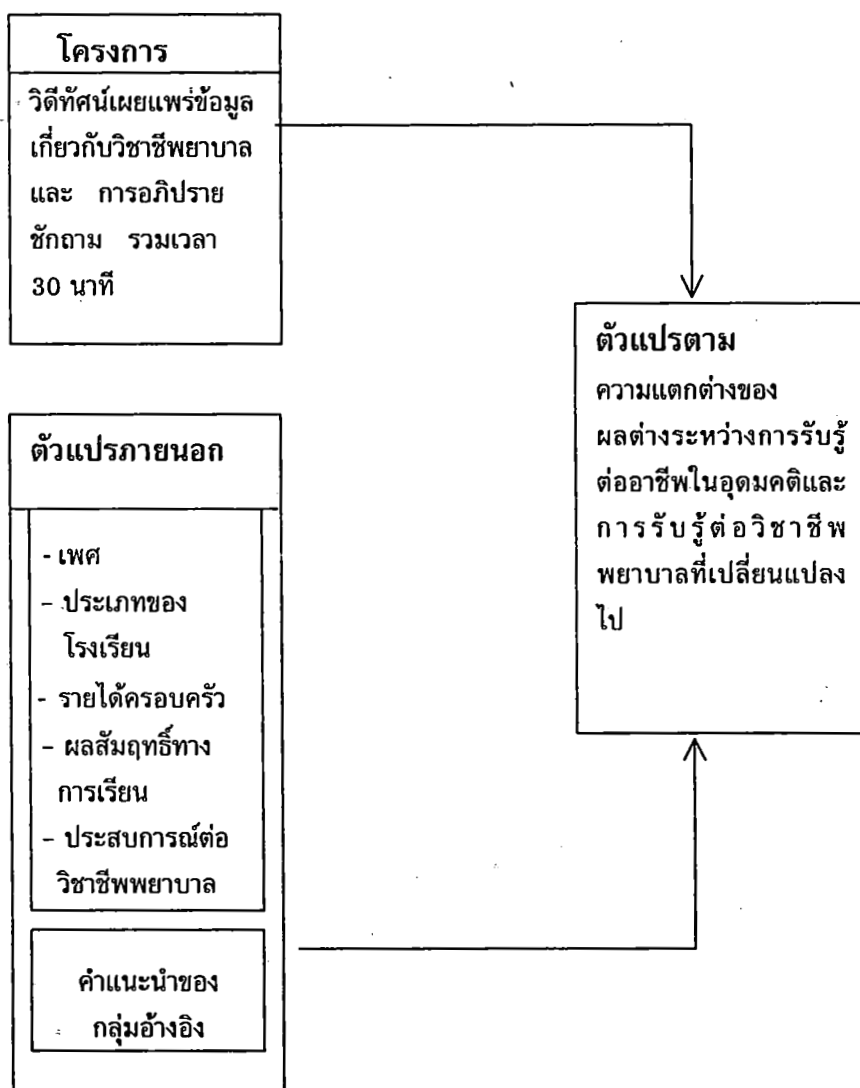 โครงการ
วิดีทัศน์เผยแพร่ข้อมูล
เกี่ยวกับวิชาชีพยาบาล
และ การอภิปราย
ซักถาม รวมเวลา
30 นาที
ตัวแปรภายนอก
- เพศ
- ประเภทของ
โรงเรียน
- รายได้ครอบครัว
- ผลสัมฤทธิ์ทาง
การเรียน
- ประสบการณ์ต่อ
วิชาชีพพยาบาล
คำแนะนำของ
กลุ่มอ้างอิง
ตัวแปรตาม
ความแตกต่างของ
ผลต่างระหว่างการรับรู้
ต่ออาชีพในอุดมคติและ
การรับรู้ต่อวิชาชีพ
พยาบาลที่เปลี่ยนแปลง
ไป